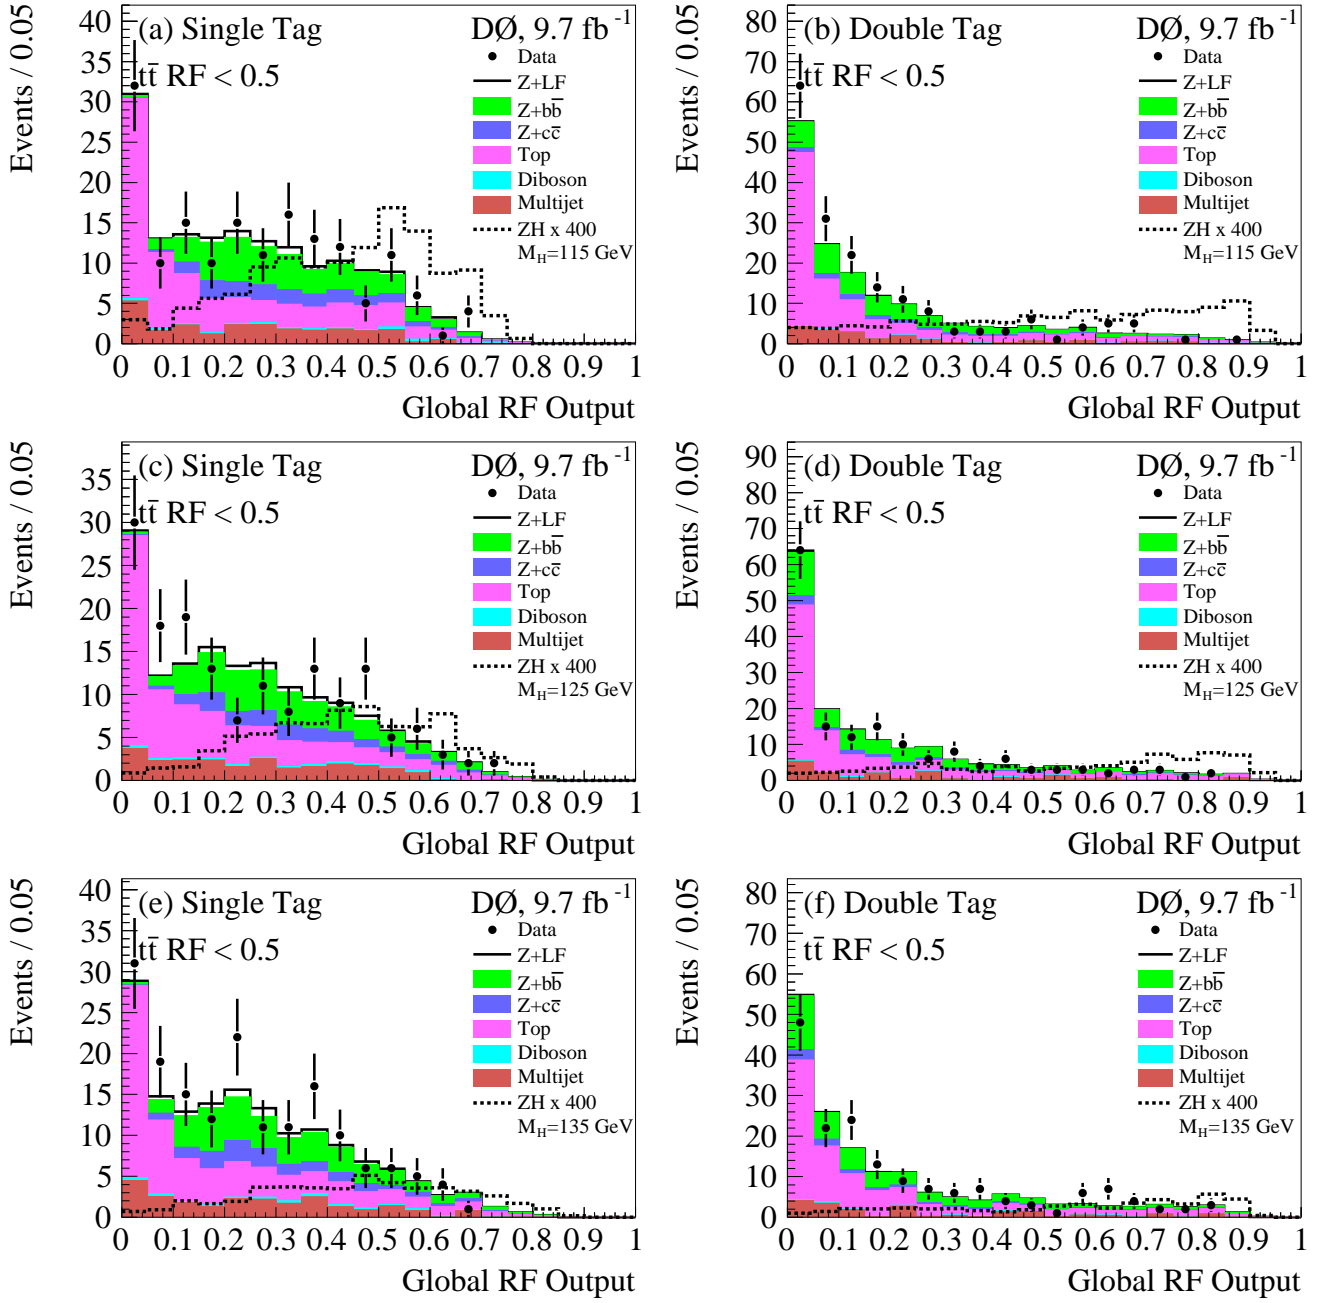 (a) Single Tag
DØ, 9.7 fb⁻¹
tt̄ RF < 0.5
Data
Z+LF
Z+bb̄
Z+cc̄
Top
Diboson
Multijet
ZH x 400
M_H=115 GeV
Events / 0.05
40
35
30
25
20
15
10
5
0
0 0.1 0.2 0.3 0.4 0.5 0.6 0.7 0.8 0.9 1
Global RF Output
(b) Double Tag
DØ, 9.7 fb⁻¹
tt̄ RF < 0.5
Data
Z+LF
Z+bb̄
Z+cc̄
Top
Diboson
Multijet
ZH x 400
M_H=115 GeV
Events / 0.05
80
70
60
50
40
30
20
10
0
0 0.1 0.2 0.3 0.4 0.5 0.6 0.7 0.8 0.9 1
Global RF Output
(c) Single Tag
DØ, 9.7 fb⁻¹
tt̄ RF < 0.5
Data
Z+LF
Z+bb̄
Z+cc̄
Top
Diboson
Multijet
ZH x 400
M_H=125 GeV
Events / 0.05
35
30
25
20
15
10
5
0
0 0.1 0.2 0.3 0.4 0.5 0.6 0.7 0.8 0.9 1
Global RF Output
(d) Double Tag
DØ, 9.7 fb⁻¹
tt̄ RF < 0.5
Data
Z+LF
Z+bb̄
Z+cc̄
Top
Diboson
Multijet
ZH x 400
M_H=125 GeV
Events / 0.05
90
80
70
60
50
40
30
20
10
0
0 0.1 0.2 0.3 0.4 0.5 0.6 0.7 0.8 0.9 1
Global RF Output
(e) Single Tag
DØ, 9.7 fb⁻¹
tt̄ RF < 0.5
Data
Z+LF
Z+bb̄
Z+cc̄
Top
Diboson
Multijet
ZH x 400
M_H=135 GeV
Events / 0.05
40
35
30
25
20
15
10
5
0
0 0.1 0.2 0.3 0.4 0.5 0.6 0.7 0.8 0.9 1
Global RF Output
(f) Double Tag
DØ, 9.7 fb⁻¹
tt̄ RF < 0.5
Data
Z+LF
Z+bb̄
Z+cc̄
Top
Diboson
Multijet
ZH x 400
M_H=135 GeV
Events / 0.05
80
70
60
50
40
30
20
10
0
0 0.1 0.2 0.3 0.4 0.5 0.6 0.7 0.8 0.9 1
Global RF Output